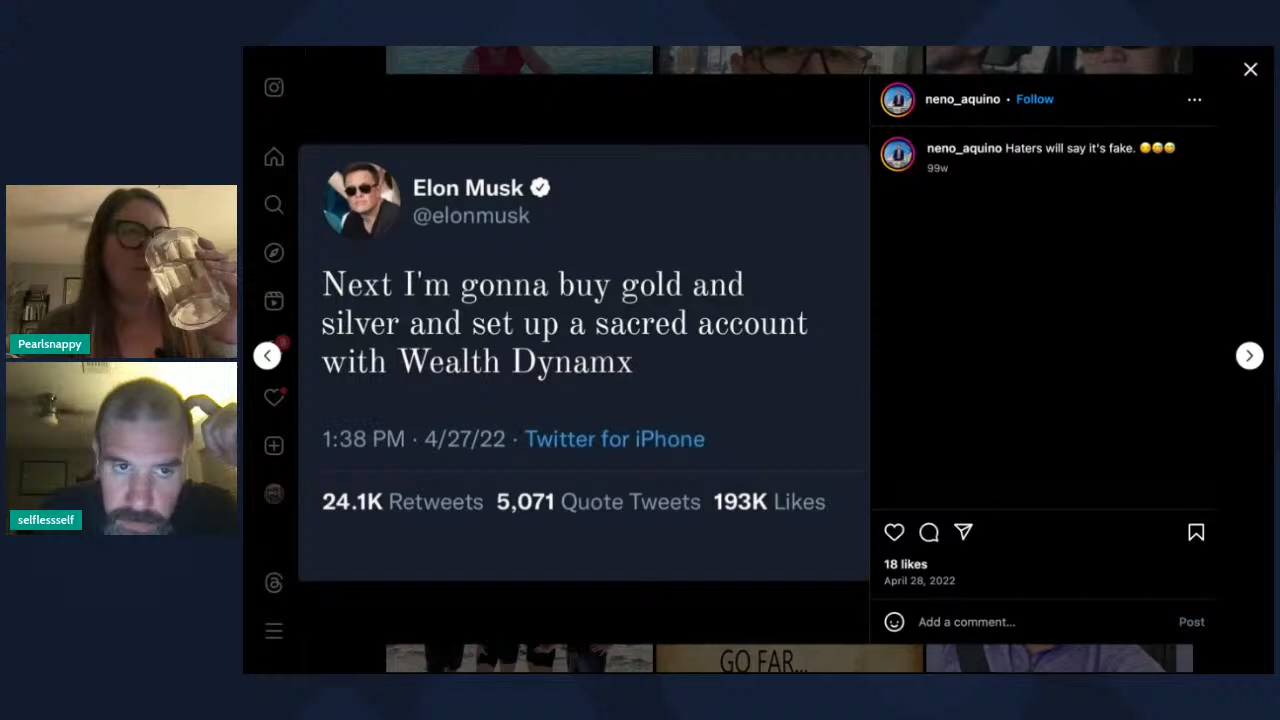 Pearlsnappy
selflessself
9
Elon Musk
@elonmusk
Next I'm gonna buy gold and
silver and set up a sacred account
with Wealth Dynamx
1:38 PM · 4/27/22 · Twitter for iPhone
24.1K Retweets 5,071 Quote Tweets 193K Likes
GO FAR...
neno_aquino • Follow
neno_aquino Haters will say it's fake. 😏😅😅
99w
18 likes
April 28, 2022
Add a comment... Post